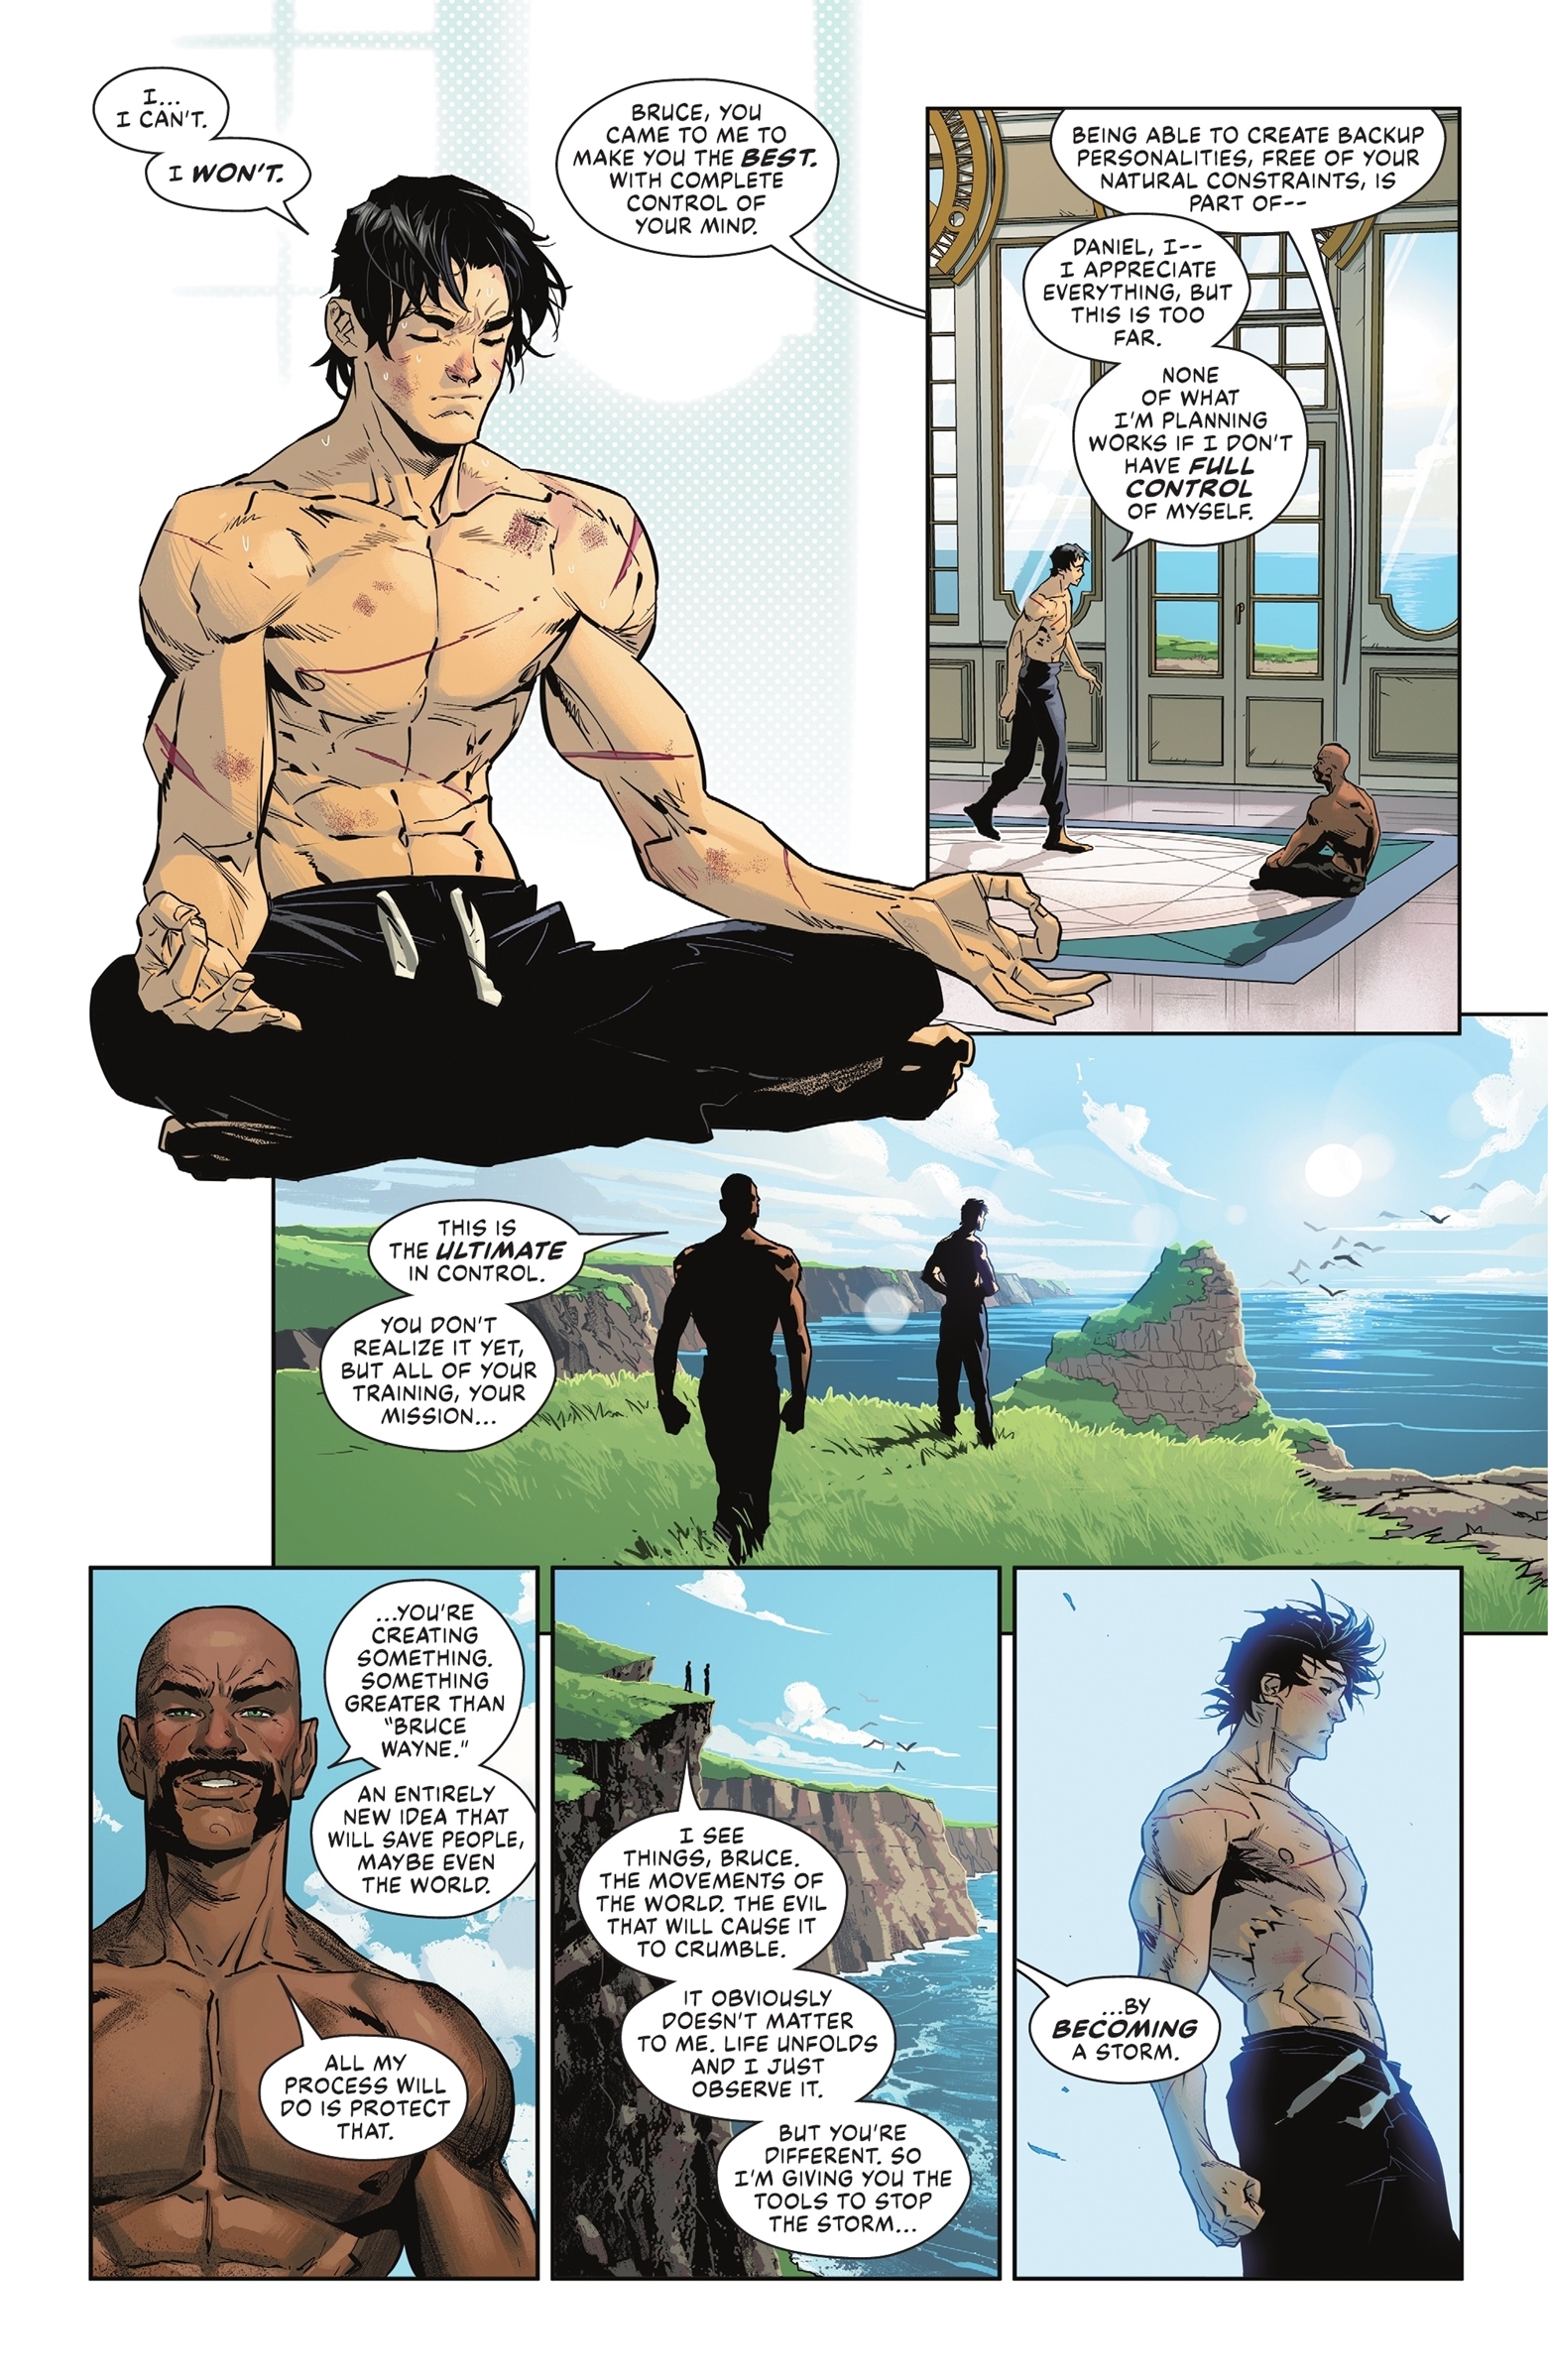 I...
I CAN'T.
I WON'T.
BRUCE, YOU
CAME TO ME TO
MAKE YOU THE BEST.
WITH COMPLETE
CONTROL OF
YOUR MIND.
BEING ABLE TO CREATE BACKUP
PERSONALITIES, FREE OF YOUR
NATURAL CONSTRAINTS, IS
PART OF--
DANIEL, I--
I APPRECIATE
EVERYTHING, BUT
THIS IS TOO
FAR.
NONE
OF WHAT
I'M PLANNING
WORKS IF I DON'T
HAVE FULL
CONTROL
OF MYSELF.
THIS IS
THE ULTIMATE
IN CONTROL.
YOU DON'T
REALIZE IT YET,
BUT ALL OF YOUR
TRAINING, YOUR
MISSION...
...YOU'RE
CREATING
SOMETHING.
SOMETHING
GREATER THAN
"BRUCE
WAYNE."
AN ENTIRELY
NEW IDEA THAT
WILL SAVE PEOPLE,
MAYBE EVEN
THE WORLD.
ALL MY
PROCESS WILL
DO IS PROTECT
THAT.
I SEE
THINGS, BRUCE.
THE MOVEMENTS OF
THE WORLD. THE EVIL
THAT WILL CAUSE IT
TO CRUMBLE.
IT OBVIOUSLY
DOESN'T MATTER
TO ME. LIFE UNFOLDS
AND I JUST
OBSERVE IT.
BUT YOU'RE
DIFFERENT. SO
I'M GIVING YOU THE
TOOLS TO STOP
THE STORM...
...BY
BECOMING
A STORM.